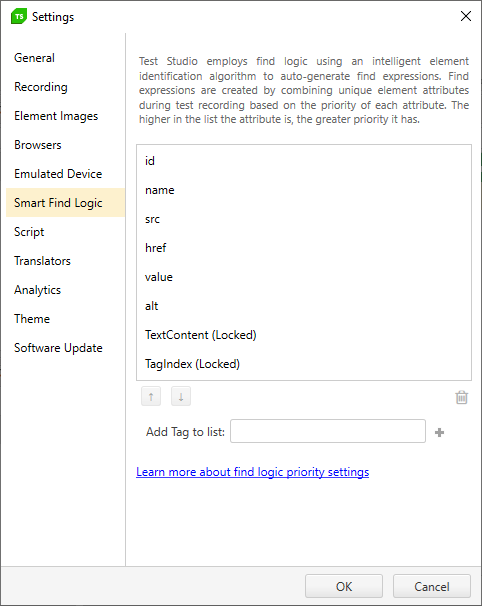 TS Settings
General
Recording
Element Images
Browsers
Emulated Device
Smart Find Logic
Script
Translators
Analytics
Theme
Software Update
Test Studio employs find logic using an intelligent element
identification algorithm to auto-generate find expressions. Find
expressions are created by combining unique element attributes
during test recording based on the priority of each attribute. The
higher in the list the attribute is, the greater priority it has.
id
name
src
href
value
alt
TextContent (Locked)
TagIndex (Locked)
Add Tag to list:
Learn more about find logic priority settings
OK Cancel